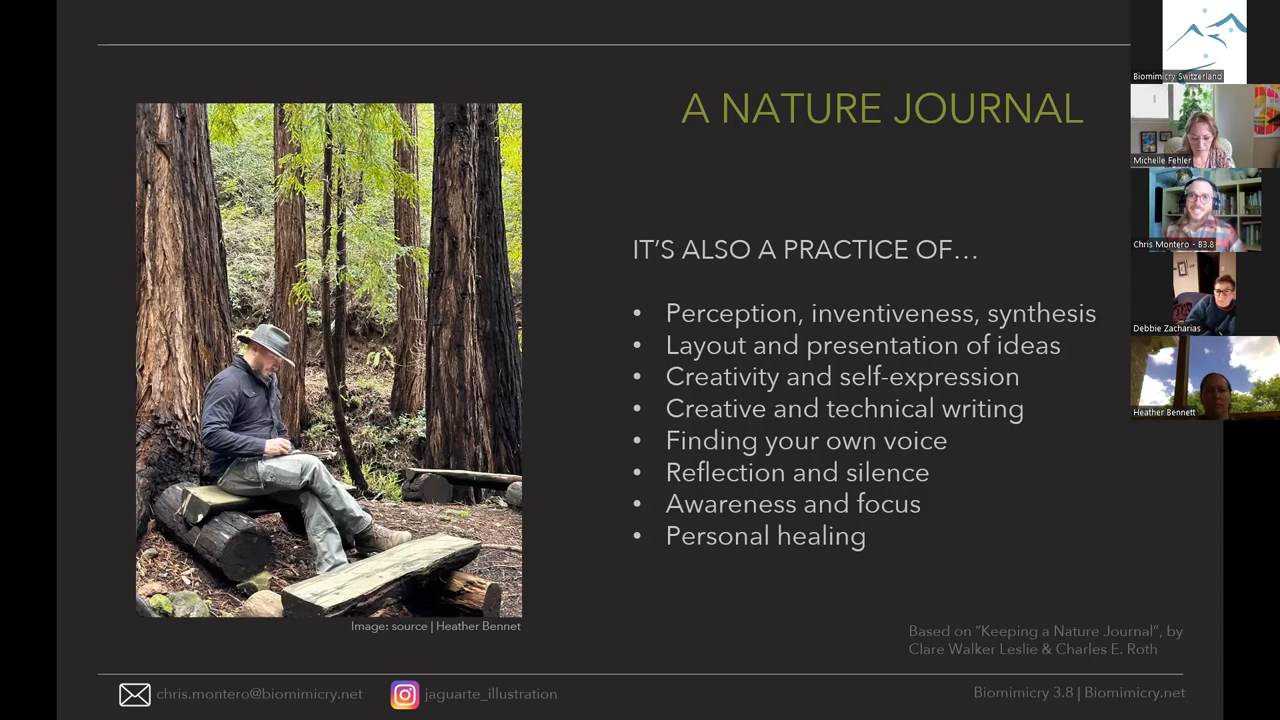 A NATURE JOURNAL
IT'S ALSO A PRACTICE OF...
• Perception, inventiveness, synthesis
• Layout and presentation of ideas
• Creativity and self-expression
• Creative and technical writing
• Finding your own voice
• Reflection and silence
• Awareness and focus
• Personal healing
Image: source | Heather Bennet
Based on “Keeping a Nature Journal”, by
Clare Walker Leslie & Charles E. Roth
chris.montero@biomimicry.net
jaguarte_illustration
Biomimicry 3.8 | Biomimicry.net
Biomimicry Switzerland
Michelle Fehler
Chris Montero - B3.8
Debbie Zacharias
Heather Bennett